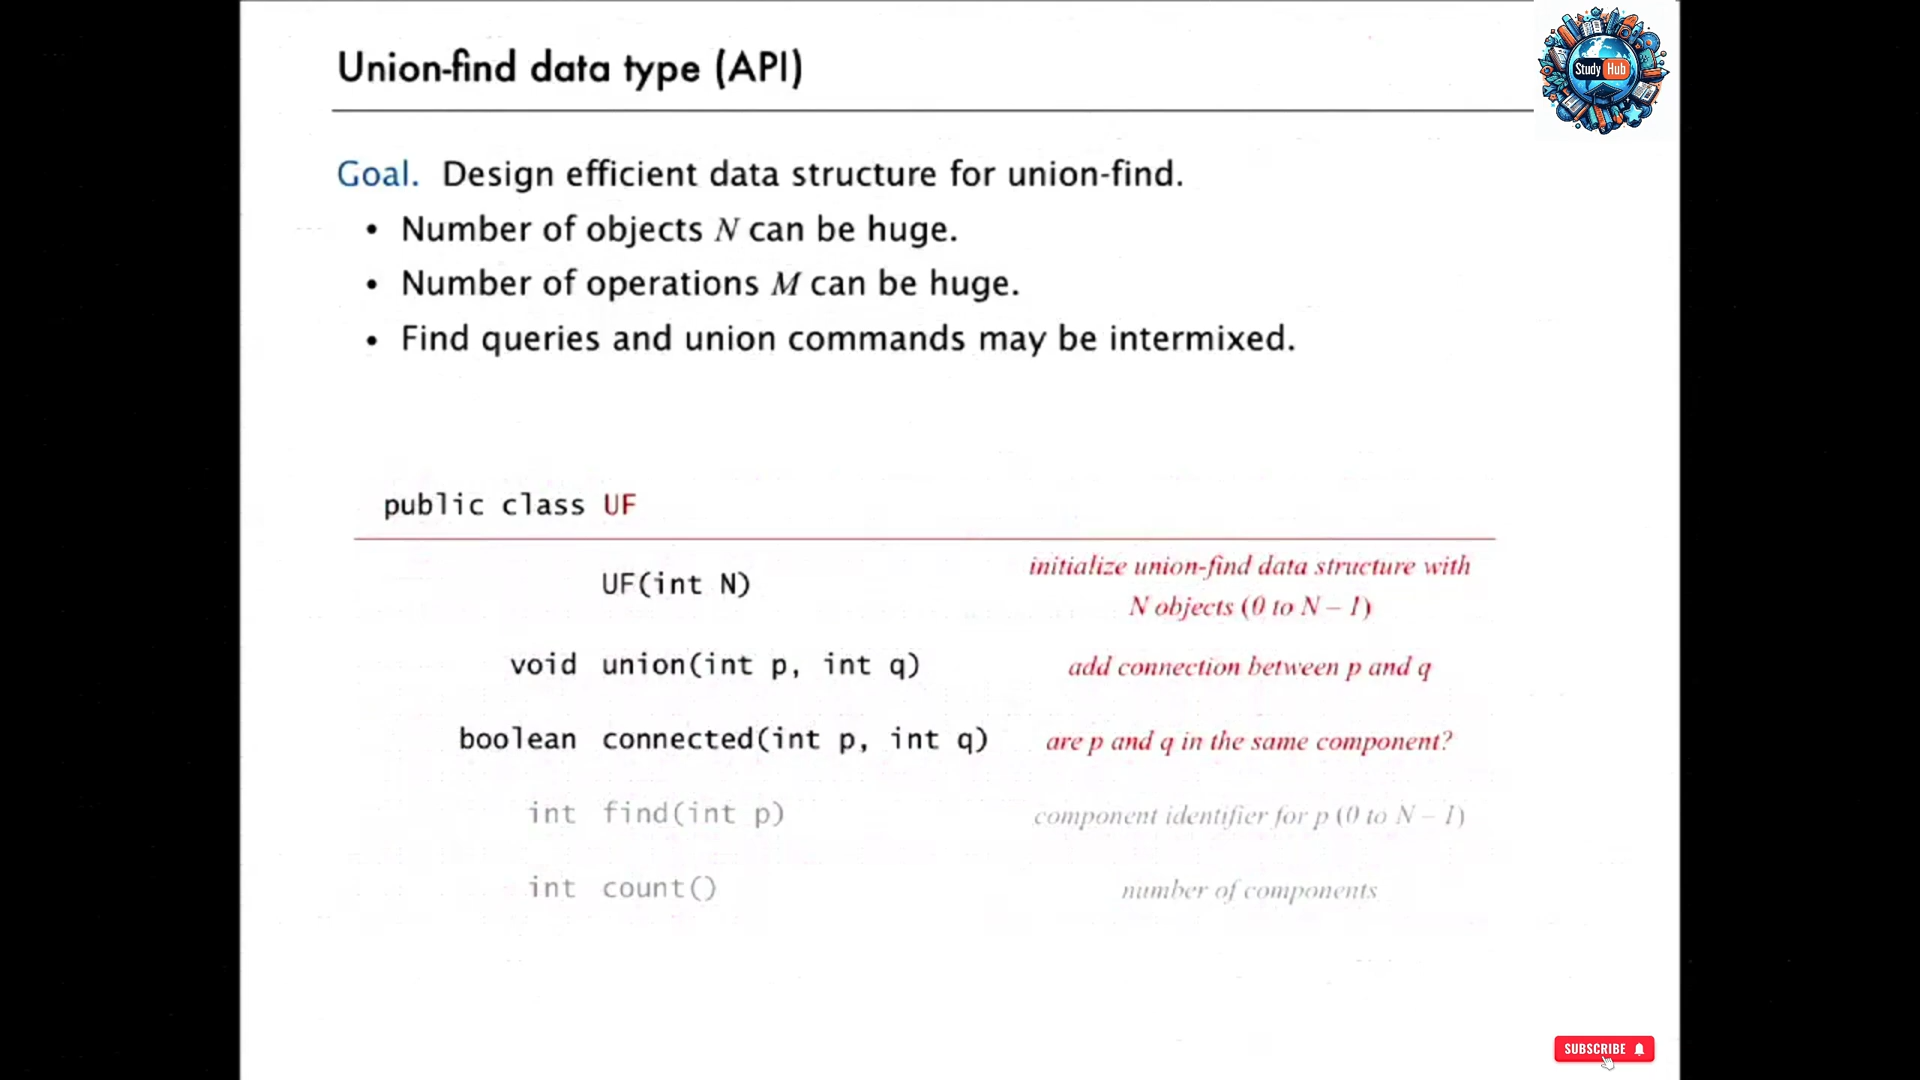 Union-find data type (API)
Study Hub
Goal. Design efficient data structure for union-find.
• Number of objects N can be huge.
• Number of operations M can be huge.
• Find queries and union commands may be intermixed.
public class UF
UF(int N) initialize union-find data structure with
N objects (0 to N – 1)
void union(int p, int q) add connection between p and q
boolean connected(int p, int q) are p and q in the same component?
int find(int p) component identifier for p (0 to N – 1)
int count() number of components
SUBSCRIBE